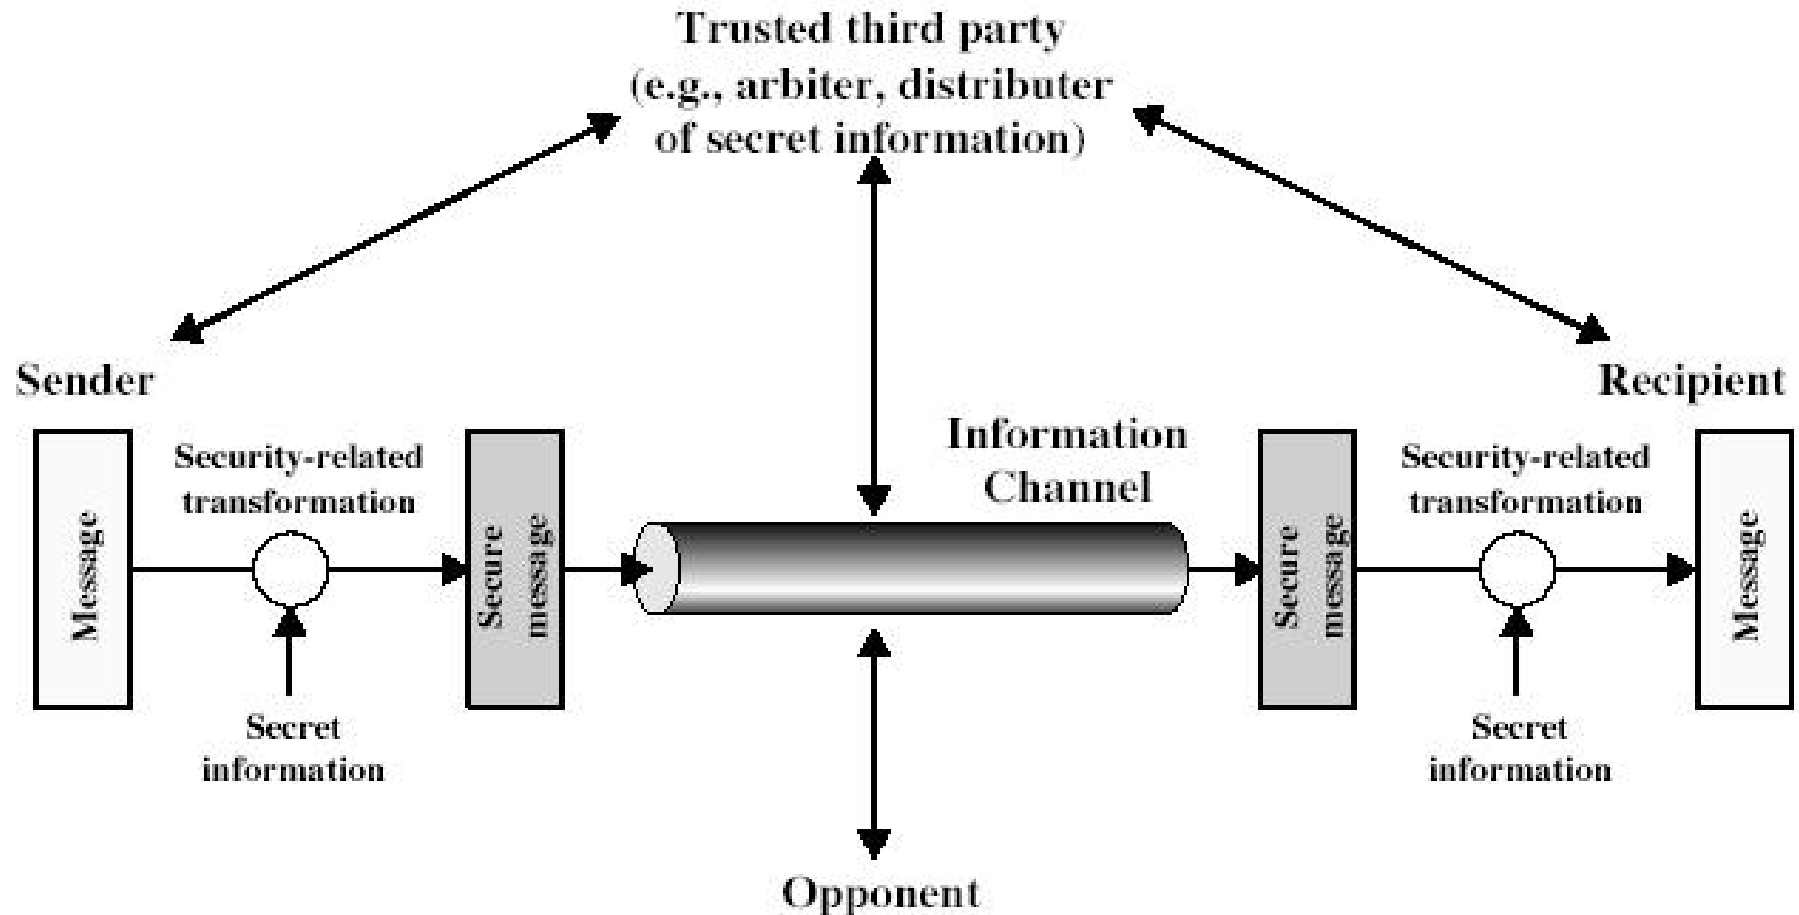 Trusted third party
(e.g., arbiter, distributer
of secret information)
Sender
Recipient
Information
Channel
Security-related
transformation
Security-related
transformation
Message
Secure
message
Secure
message
Message
Secret
information
Secret
information
Opponent